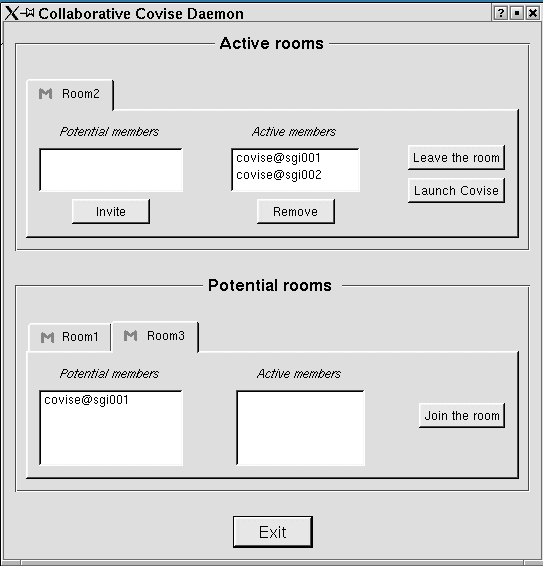 Collaborative Covise Daemon
Active rooms
Room2
Potential members
Active members
covise@sgi001
covise@sgi002
Leave the room
Launch Covise
Invite
Remove
Potential rooms
Room1
Room3
Potential members
Active members
covise@sgi001
Join the room
Exit